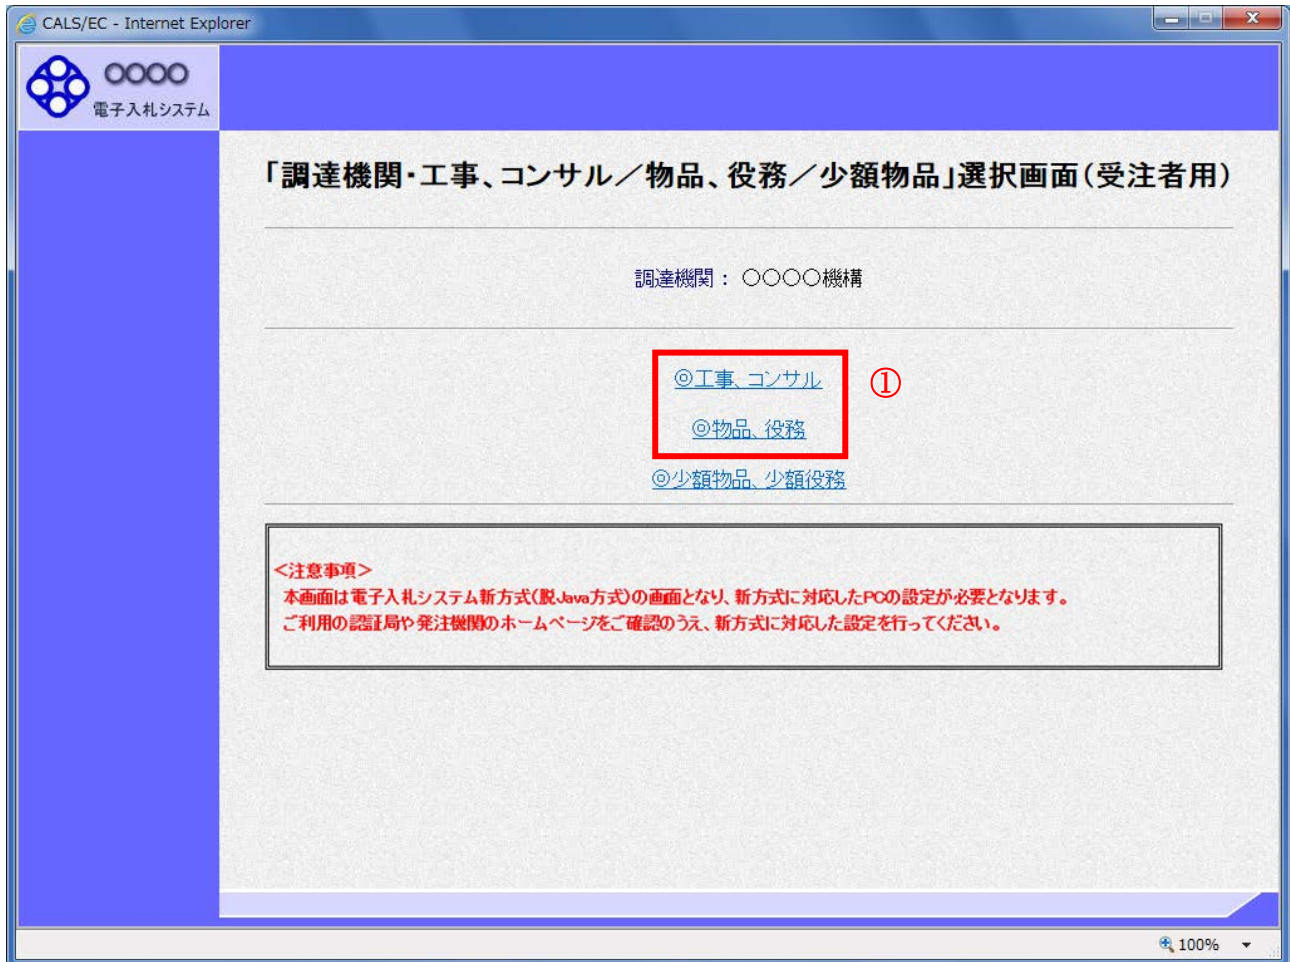 CALS/EC - Internet Explorer
○○○○
電子入札システム
「調達機関・工事、コンサル／物品、役務／少額物品」選択画面(受注者用)
調達機関： ○○○○機構
◎工事、コンサル
①
◎物品、役務
◎少額物品、少額役務
＜注意事項＞
本画面は電子入札システム新方式(脱Java方式)の画面となり、新方式に対応したPCの設定が必要となります。
ご利用の認証局や発注機関のホームページをご確認のうえ、新方式に対応した設定を行ってください。
100%